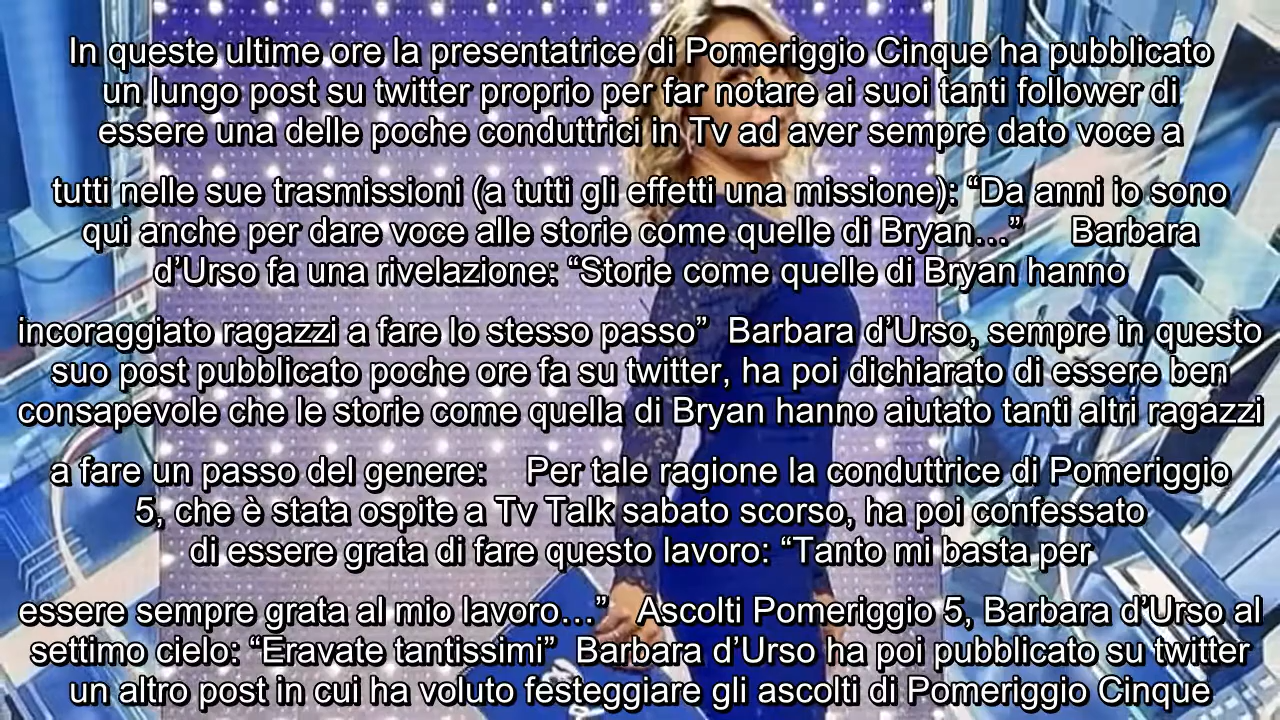 In queste ultime ore la presentatrice di Pomeriggio Cinque ha pubblicato
un lungo post su twitter proprio per far notare ai suoi tanti follower di
essere una delle poche conduttrici in Tv ad aver sempre dato voce a
tutti nelle sue trasmissioni (a tutti gli effetti una missione): “Da anni io sono
qui anche per dare voce alle storie come quelle di Bryan…” Barbara
d’Urso fa una rivelazione: “Storie come quelle di Bryan hanno
incoraggiato ragazzi a fare lo stesso passo” Barbara d’Urso, sempre in questo
suo post pubblicato poche ore fa su twitter, ha poi dichiarato di essere ben
consapevole che le storie come quella di Bryan hanno aiutato tanti altri ragazzi
a fare un passo del genere: Per tale ragione la conduttrice di Pomeriggio
5, che è stata ospite a Tv Talk sabato scorso, ha poi confessato
di essere grata di fare questo lavoro: “Tanto mi basta per
essere sempre grata al mio lavoro…” Ascolti Pomeriggio 5, Barbara d’Urso al
settimo cielo: “Eravate tantissimi” Barbara d’Urso ha poi pubblicato su twitter
un altro post in cui ha voluto festeggiare gli ascolti di Pomeriggio Cinque